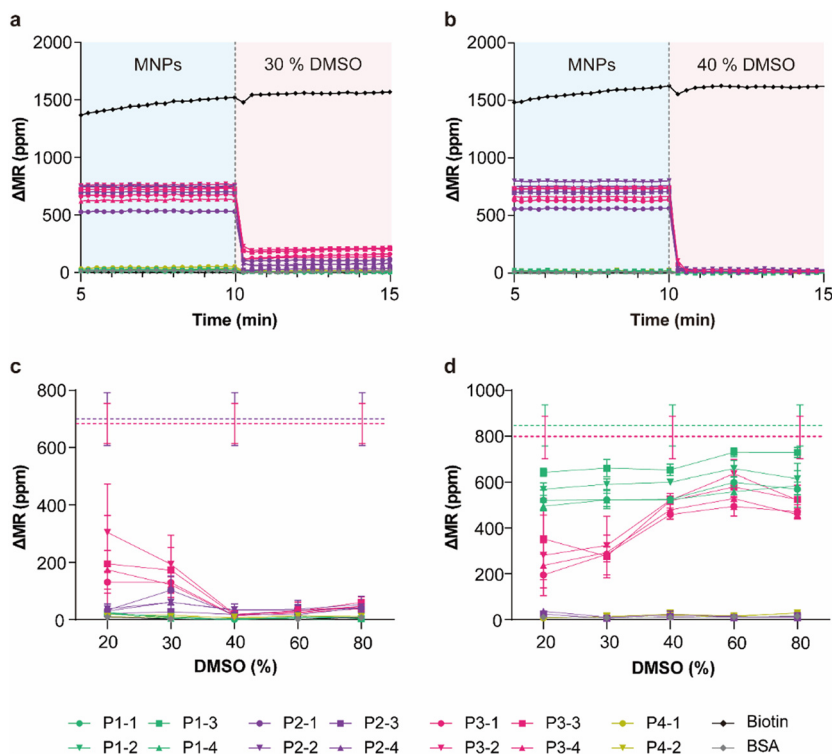 a
b
2000
1500
1000
500
0
ΔMR (ppm)
MNPs
30 % DMSO
5
10
15
Time (min)
2000
1500
1000
500
0
ΔMR (ppm)
MNPs
40 % DMSO
5
10
15
Time (min)
c
d
800
600
400
200
0
ΔMR (ppm)
20
30
40
60
80
DMSO (%)
1000
800
600
400
200
0
ΔMR (ppm)
20
30
40
60
80
DMSO (%)
P1-1 P1-3 P2-1 P2-3 P3-1 P3-3 P4-1 Biotin
P1-2 P1-4 P2-2 P2-4 P3-2 P3-4 P4-2 BSA